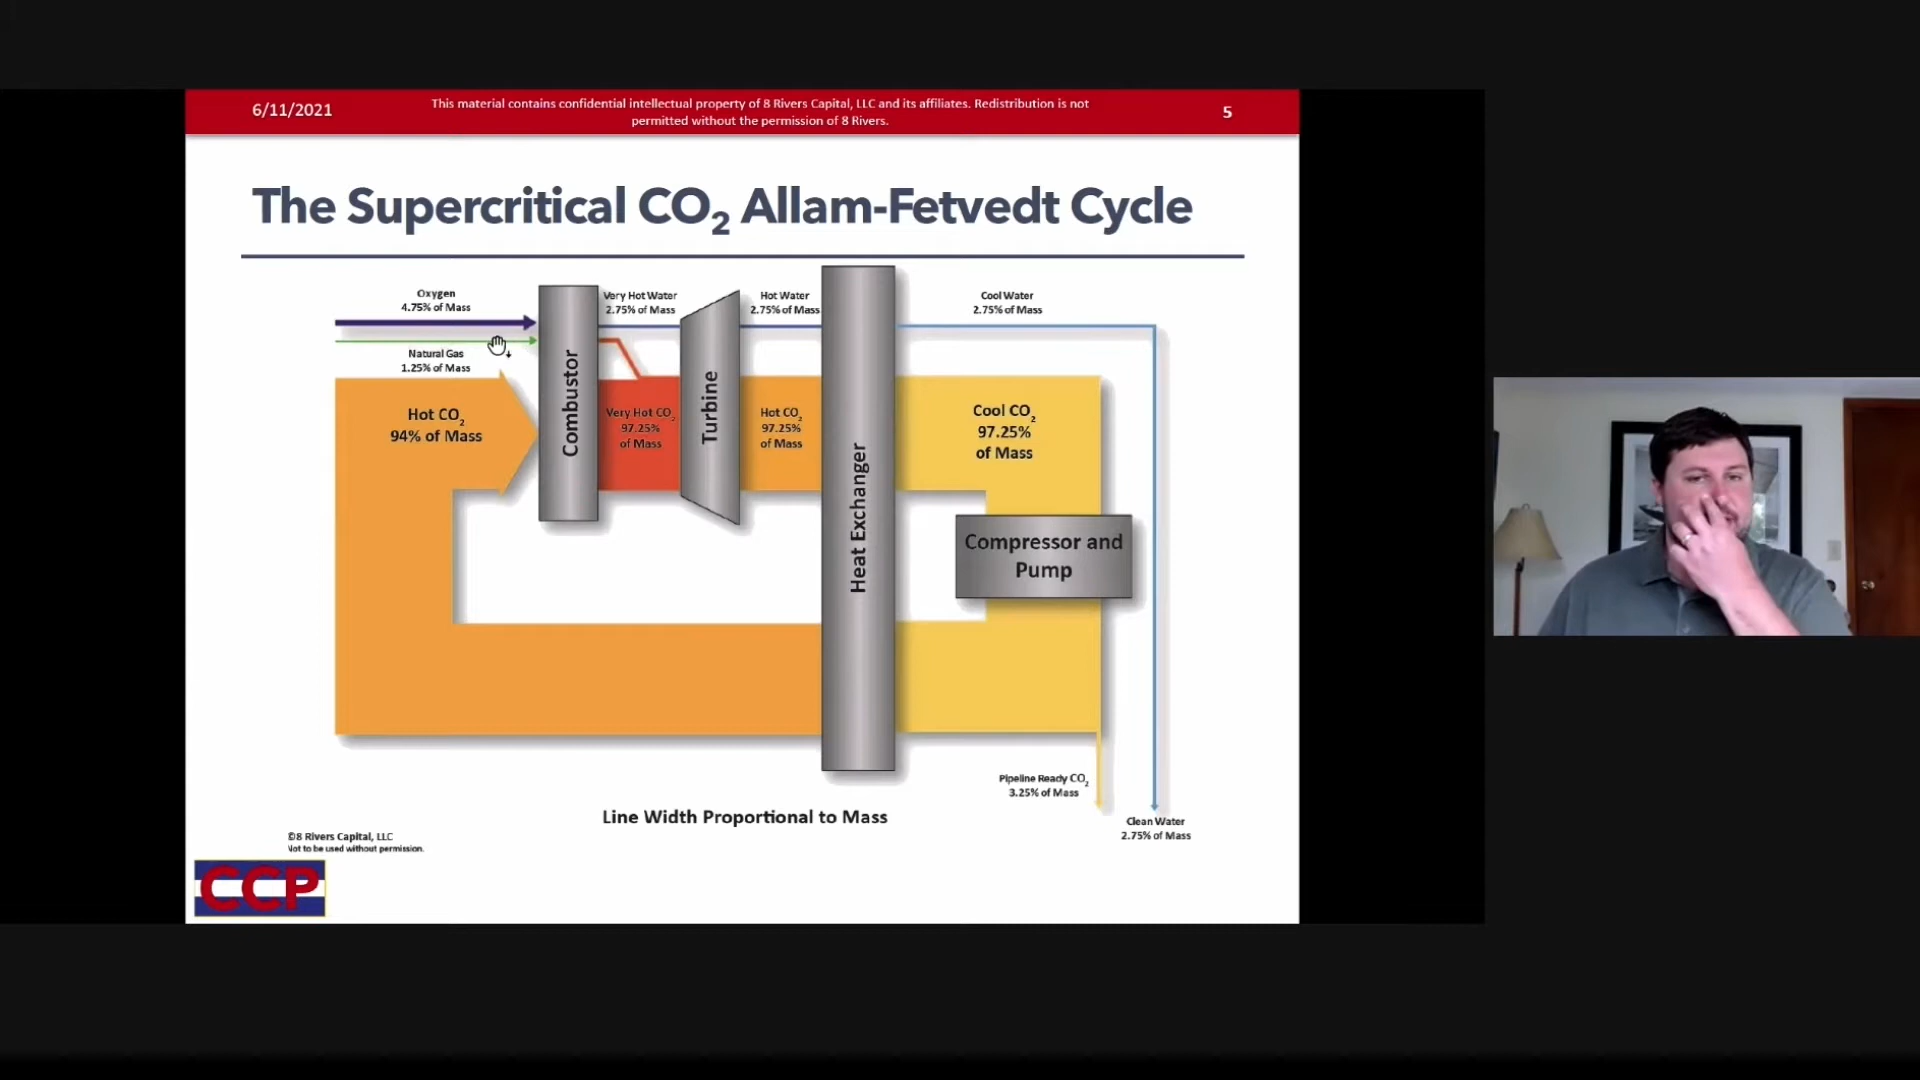 6/11/2021
This material contains confidential intellectual property of 8 Rivers Capital, LLC and its affiliates. Redistribution is not
permitted without the permission of 8 Rivers.
5
The Supercritical CO₂ Allam-Fetvedt Cycle
Oxygen
4.75% of Mass
Natural Gas
1.25% of Mass
Hot CO₂
94% of Mass
Combustor
Very Hot Water
2.75% of Mass
Very Hot CO₂
97.25%
of Mass
Turbine
Hot Water
2.75% of Mass
Hot CO₂
97.25%
of Mass
Heat Exchanger
Cool Water
2.75% of Mass
Cool CO₂
97.25%
of Mass
Compressor and
Pump
Pipeline Ready CO₂
3.25% of Mass
Clean Water
2.75% of Mass
Line Width Proportional to Mass
©8 Rivers Capital, LLC
Not to be used without permission.
CCP